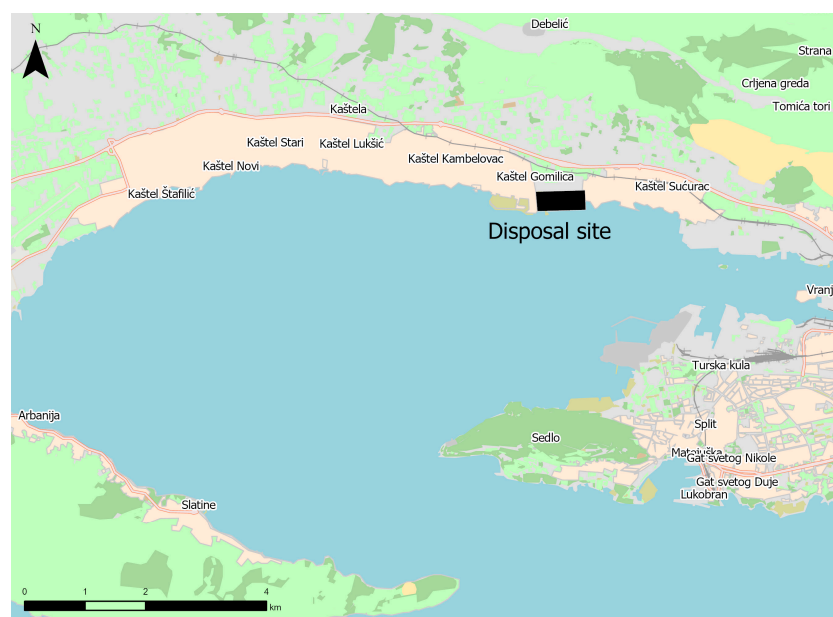 N
Debelić
Strana
Crljena greda
Tomića tori
Kaštela
Kaštel Stari
Kaštel Lukšić
Kaštel Kambelovac
Kaštel Novi
Kaštel Gomilica
Kaštel Štafilić
Kaštel Sućurac
Disposal site
Vranj
Turska kula
Arbanija
Split
Sedlo
Matejuška
Gat svetog Nikole
Gat svetog Duje
Lukobran
Slatine
0 1 2 4
km